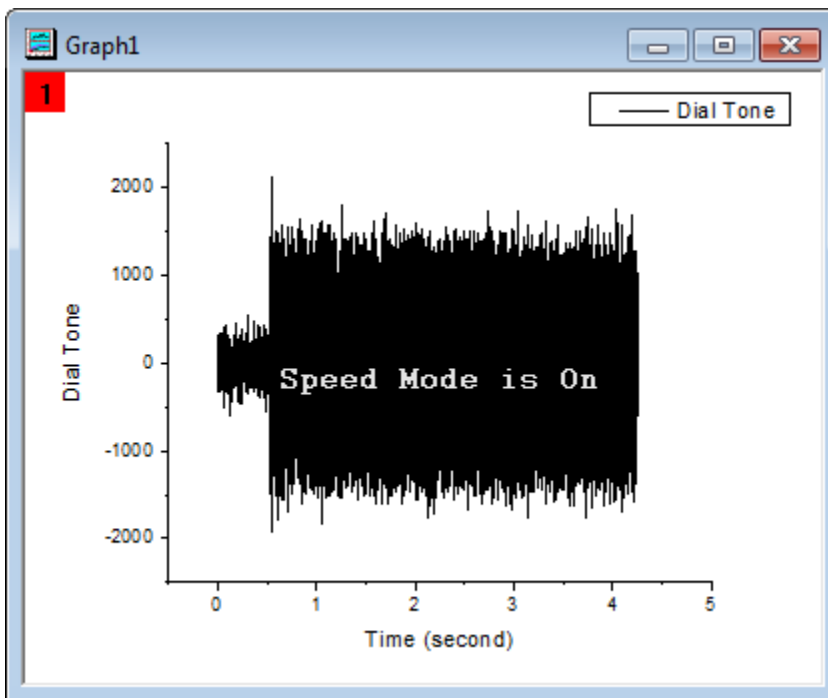 Graph1
1
Dial Tone
2000
1000
0
-1000
-2000
Dial Tone
Speed Mode is On
0 1 2 3 4 5
Time (second)